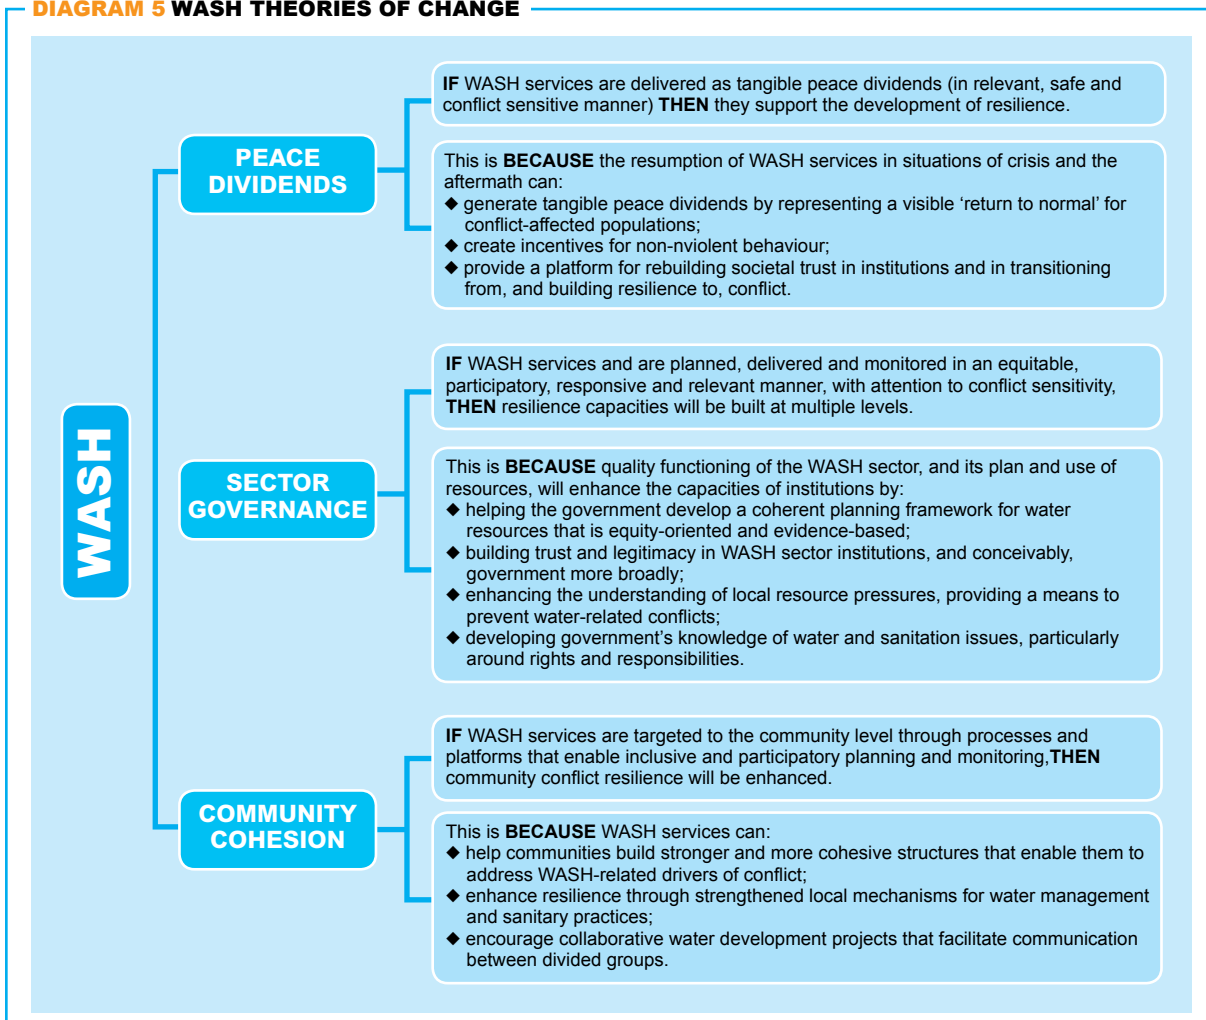 DIAGRAM 5 WASH THEORIES OF CHANGE
WASH
PEACE
DIVIDENDS
IF WASH services are delivered as tangible peace dividends (in relevant, safe and
conflict sensitive manner) THEN they support the development of resilience.
This is BECAUSE the resumption of WASH services in situations of crisis and the
aftermath can:
◆ generate tangible peace dividends by representing a visible ‘return to normal’ for
conflict-affected populations;
◆ create incentives for non-nviolent behaviour;
◆ provide a platform for rebuilding societal trust in institutions and in transitioning
from, and building resilience to, conflict.
SECTOR
GOVERNANCE
IF WASH services and are planned, delivered and monitored in an equitable,
participatory, responsive and relevant manner, with attention to conflict sensitivity,
THEN resilience capacities will be built at multiple levels.
This is BECAUSE quality functioning of the WASH sector, and its plan and use of
resources, will enhance the capacities of institutions by:
◆ helping the government develop a coherent planning framework for water
resources that is equity-oriented and evidence-based;
◆ building trust and legitimacy in WASH sector institutions, and conceivably,
government more broadly;
◆ enhancing the understanding of local resource pressures, providing a means to
prevent water-related conflicts;
◆ developing government’s knowledge of water and sanitation issues, particularly
around rights and responsibilities.
COMMUNITY
COHESION
IF WASH services are targeted to the community level through processes and
platforms that enable inclusive and participatory planning and monitoring,THEN
community conflict resilience will be enhanced.
This is BECAUSE WASH services can:
◆ help communities build stronger and more cohesive structures that enable them to
address WASH-related drivers of conflict;
◆ enhance resilience through strengthened local mechanisms for water management
and sanitary practices;
◆ encourage collaborative water development projects that facilitate communication
between divided groups.